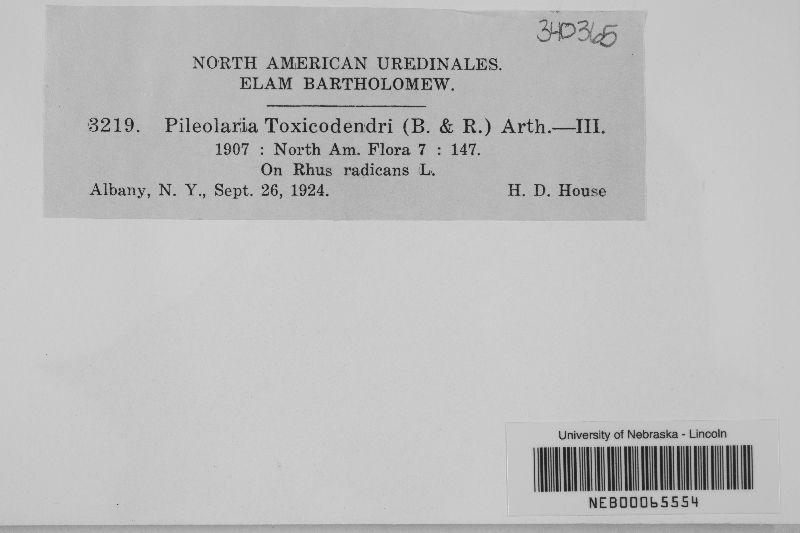 340365
NORTH AMERICAN UREDINALES.
ELAM BARTHOLOMEW.
3219. Pileolaria Toxicodendri (B. & R.) Arth.—III.
1907 : North Am. Flora 7 : 147.
On Rhus radicans L.
Albany, N. Y., Sept. 26, 1924. H. D. House
University of Nebraska - Lincoln
NEB00065554